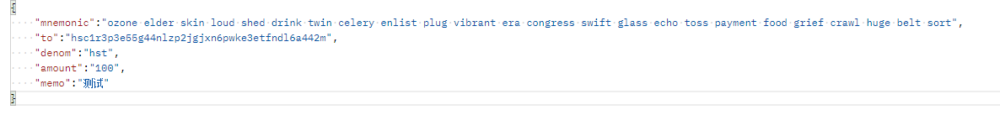 {
"mnemonic":"ozone elder skin loud shed drink twin celery enlist plug vibrant era congress swift glass echo toss payment food grief crawl huge belt sort",
"to":"hsc1r3p3e55g44nlzp2jgjxn6pwke3etfndl6a442m",
"denom":"hst",
"amount":"100",
"memo":"测试"
}